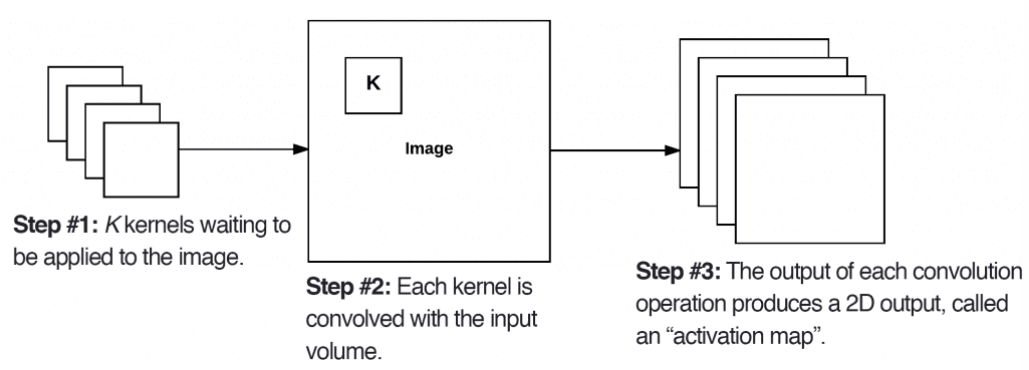 K
Image
Step #1: K kernels waiting to
be applied to the image.
Step #2: Each kernel is
convolved with the input
volume.
Step #3: The output of each convolution
operation produces a 2D output, called
an “activation map”.